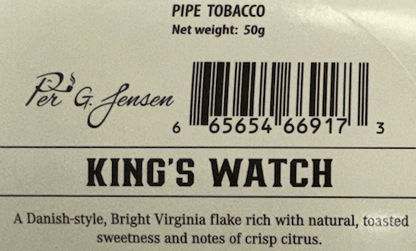 PIPE TOBACCO
Net weight: 50g
Per G. Jensen
6 65654 66917 3
KING'S WATCH
A Danish-style, Bright Virginia flake rich with natural, toasted
sweetness and notes of crisp citrus.